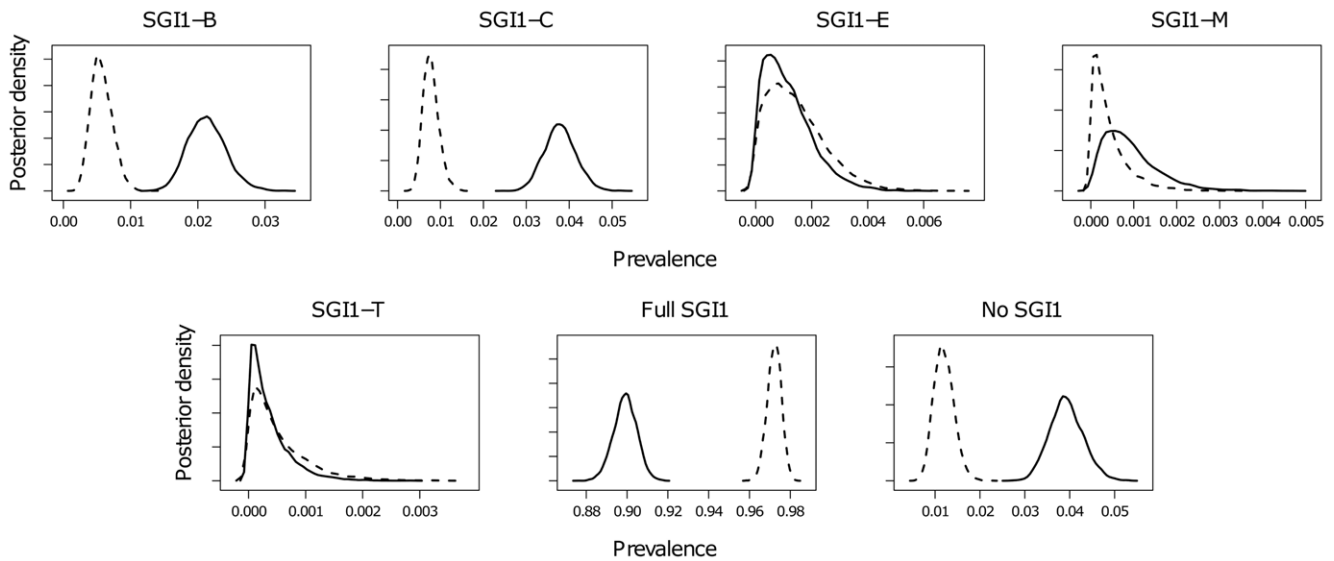 SGI1–B SGI1–C SGI1–E SGI1–M
Posterior density
0.00 0.01 0.02 0.03 0.00 0.01 0.02 0.03 0.04 0.05 0.000 0.002 0.004 0.006 0.000 0.001 0.002 0.003 0.004 0.005
Prevalence
SGI1–T Full SGI1 No SGI1
Posterior density
0.000 0.001 0.002 0.003 0.88 0.90 0.92 0.94 0.96 0.98 0.01 0.02 0.03 0.04 0.05
Prevalence